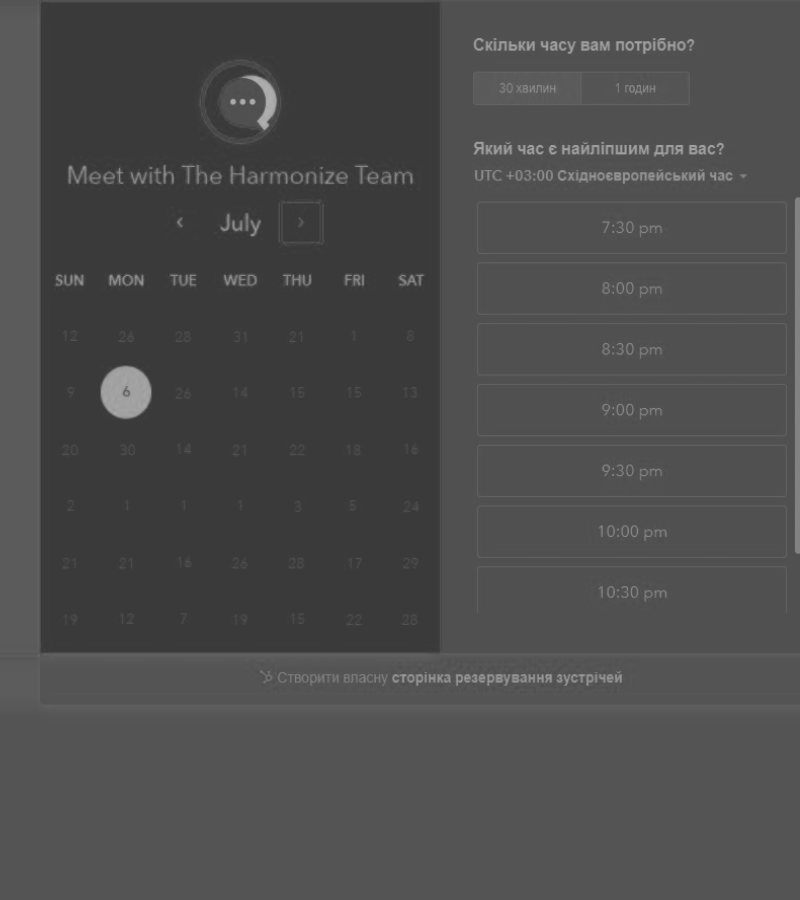 Meet with The Harmonize Team
July
SUN MON TUE WED THU FRI SAT
12 26 28 31 21 1 8
9 6 26 14 15 15 13
20 30 14 21 22 18 16
2 1 1 1 3 5 24
21 21 16 26 28 17 29
19 12 7 19 15 22 28
Скільки часу вам потрібно?
30 хвилин 1 годин
Який час є найліпшим для вас?
UTC +03:00 Східноєвропейський час
7:30 pm
8:00 pm
8:30 pm
9:00 pm
9:30 pm
10:00 pm
10:30 pm
Створити власну сторінка резервування зустрічей